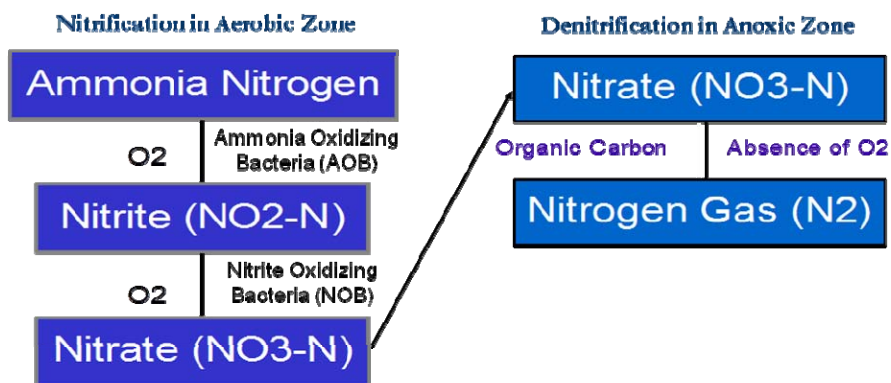 Nitrification in Aerobic Zone
Ammonia Nitrogen
O2
Ammonia Oxidizing
Bacteria (AOB)
Nitrite (NO2-N)
O2
Nitrite Oxidizing
Bacteria (NOB)
Nitrate (NO3-N)
Denitrification in Anoxic Zone
Nitrate (NO3-N)
Organic Carbon
Absence of O2
Nitrogen Gas (N2)